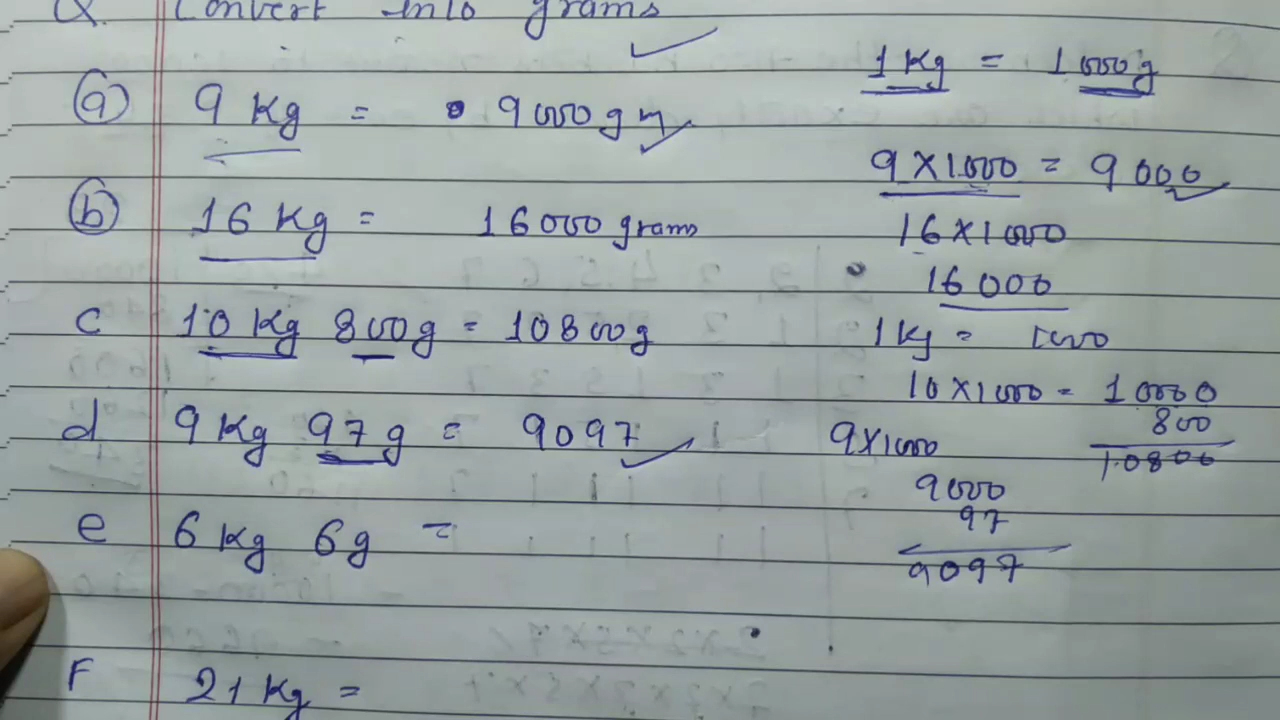 Q. Convert into grams
1 Kg = 1000g
(a) 9 Kg = 9000gm
9 X 1000 = 9000
(b) 16 Kg = 16000 grams
16 X 1000
16000
c 10 Kg 800g = 10800g
1 Kg = 1000
10 X 1000 = 10000
800
10800
d 9 Kg 97 g = 9097
9 X 1000
9000
97
9097
e 6 Kg 6g =
F 21 Kg =